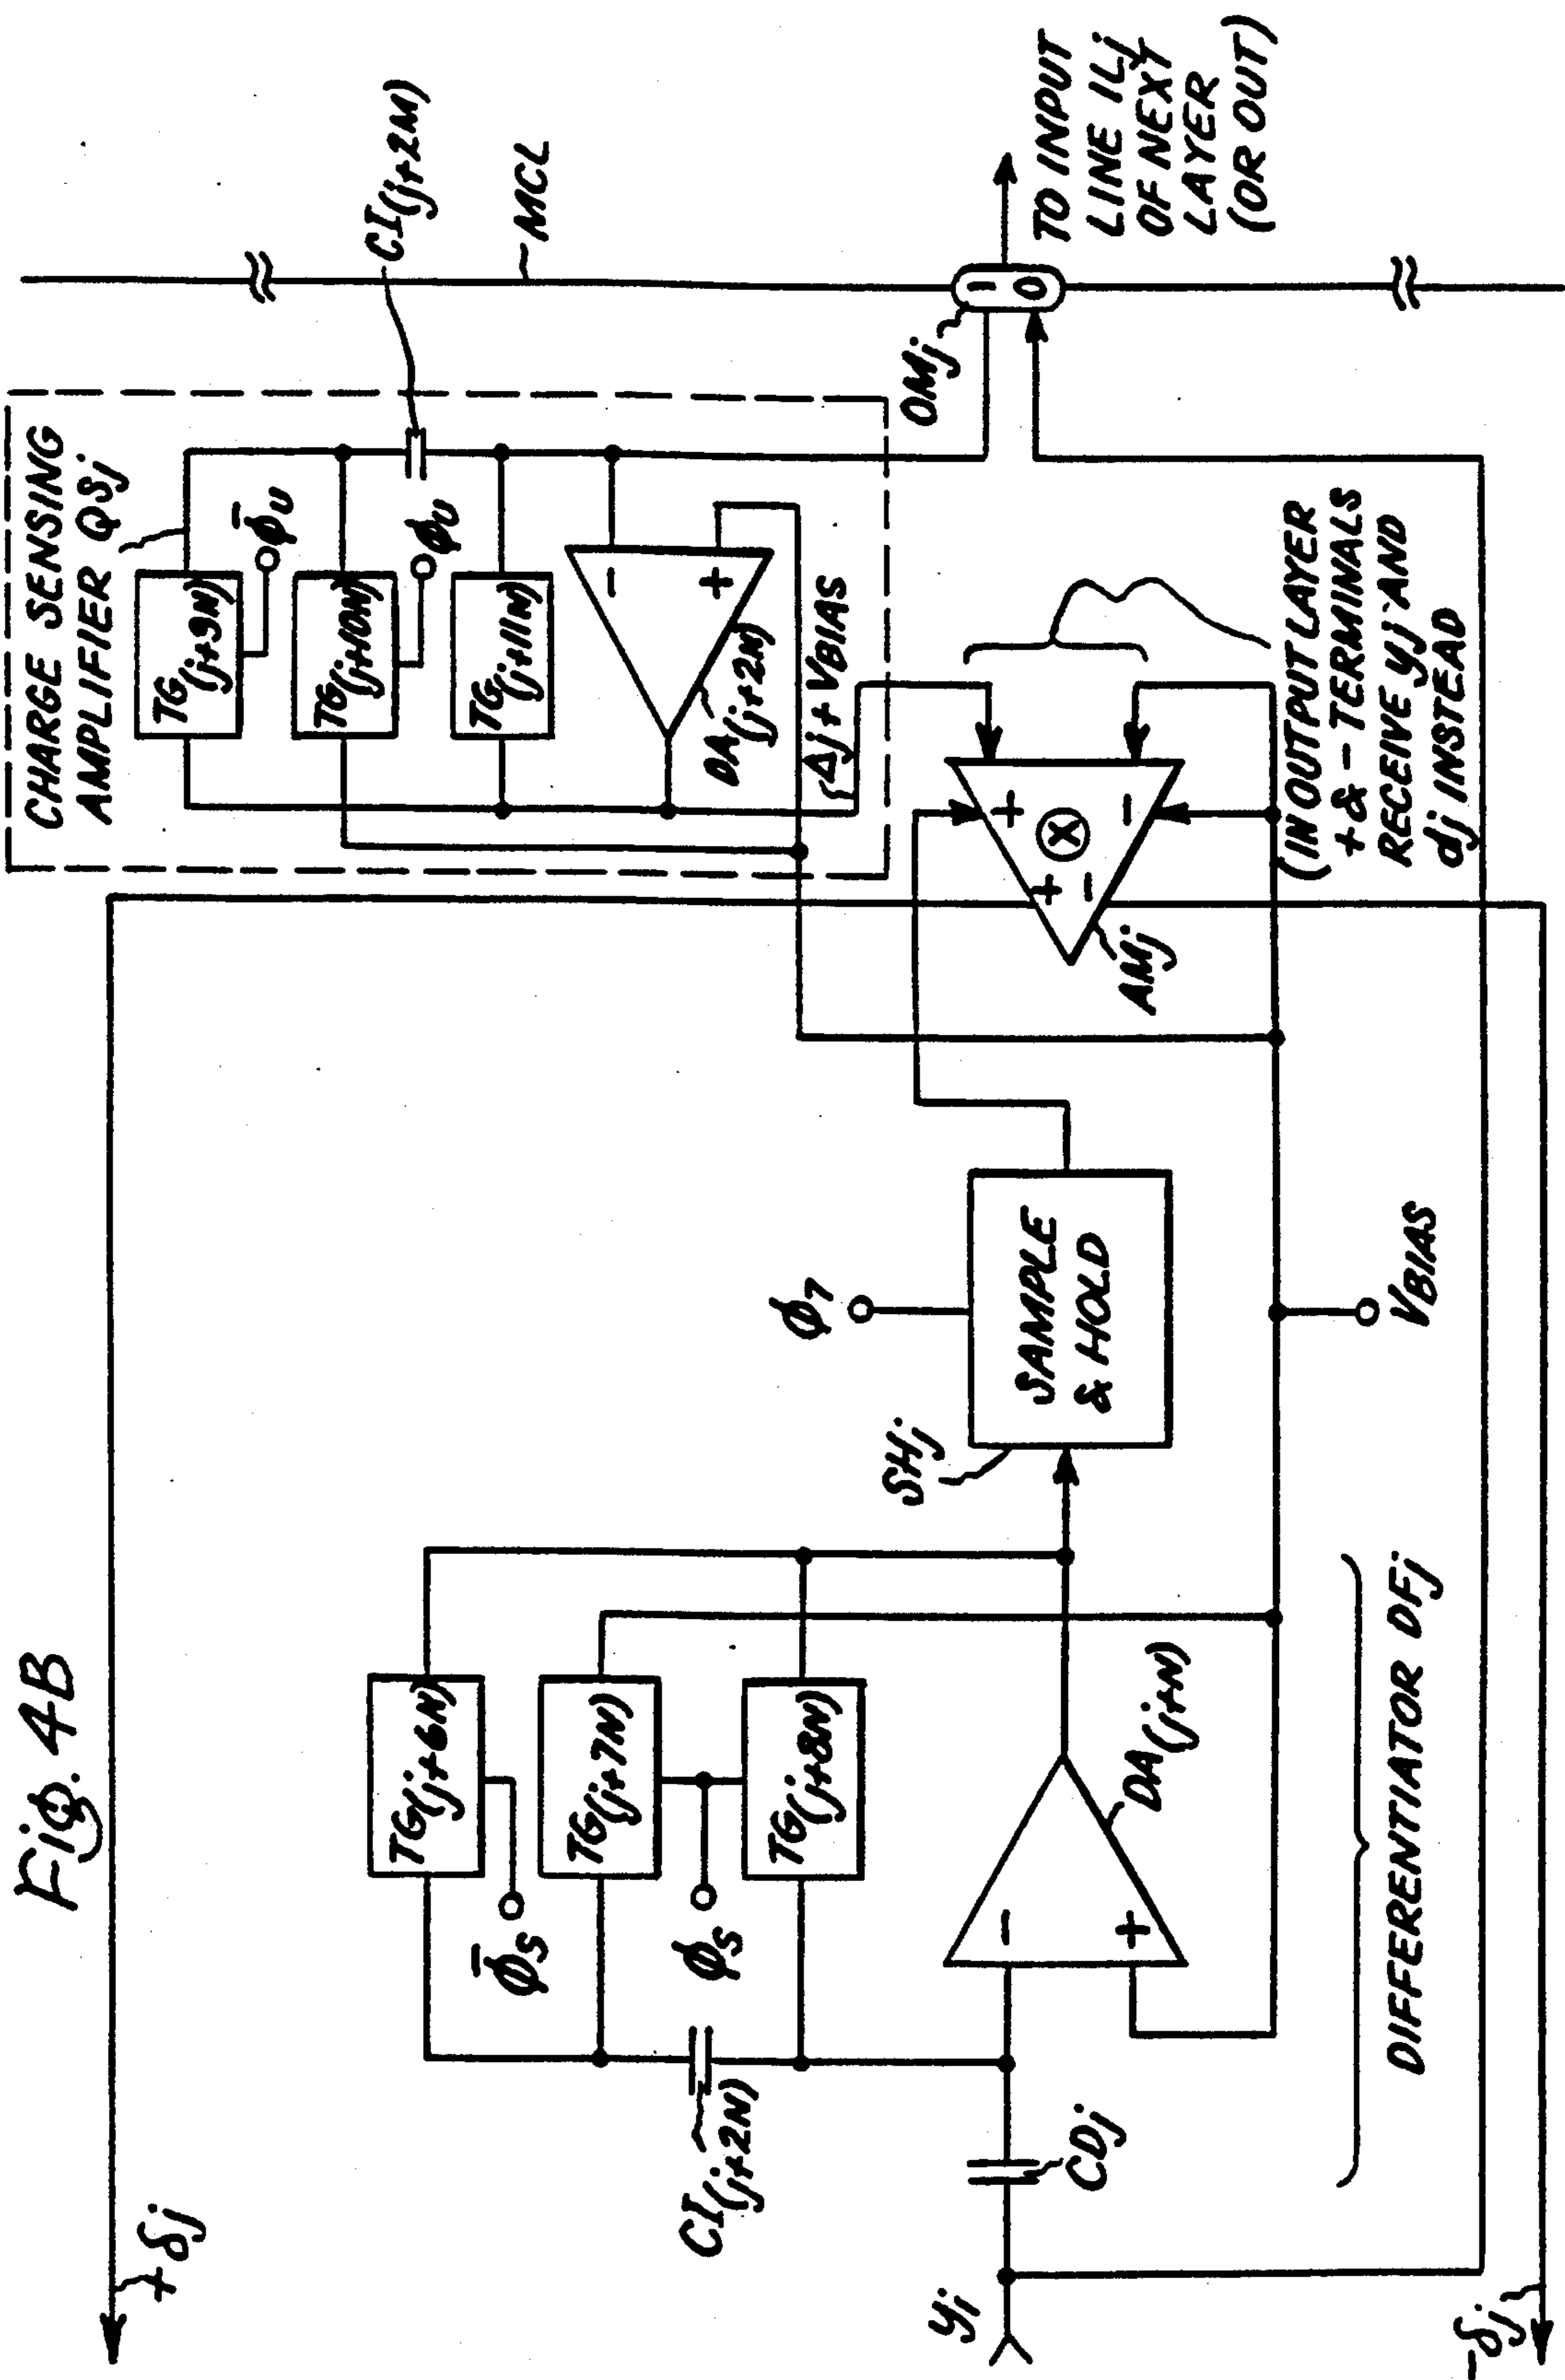 Fig. 4B
+δj
CHARGE SENSING
AMPLIFIER QSj
TG(j+9N)
φ̄U
TG(j+10N)
φU
TG(j+11N)
CI(j+2M)
MCL
−
+
DA(j+2N)
Δj + VBIAS
TG(j+6N)
φ̄S
TG(j+7N)
φS
TG(j+8N)
CI(j+2N)
φ7
SHj
SAMPLE
& HOLD
+
−
+
−
X
AMj
OMj
1
0
TO INPUT
LINE ILj
OF NEXT
LAYER
(OR OUT)
yj
CDj
−
+
DA(j+N)
VBIAS
(IN OUTPUT LAYER
+ & - TERMINALS
RECEIVE yj AND
dj INSTEAD
DIFFERENTIATOR DFj
−δj